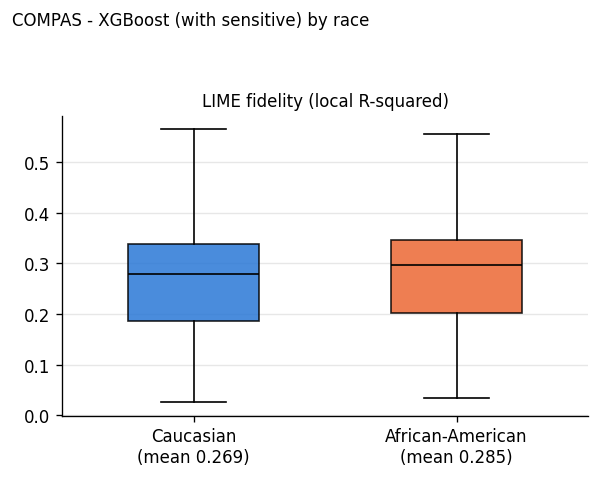 COMPAS - XGBoost (with sensitive) by race
LIME fidelity (local R-squared)
0.5
0.4
0.3
0.2
0.1
0.0
Caucasian
(mean 0.269)
African-American
(mean 0.285)